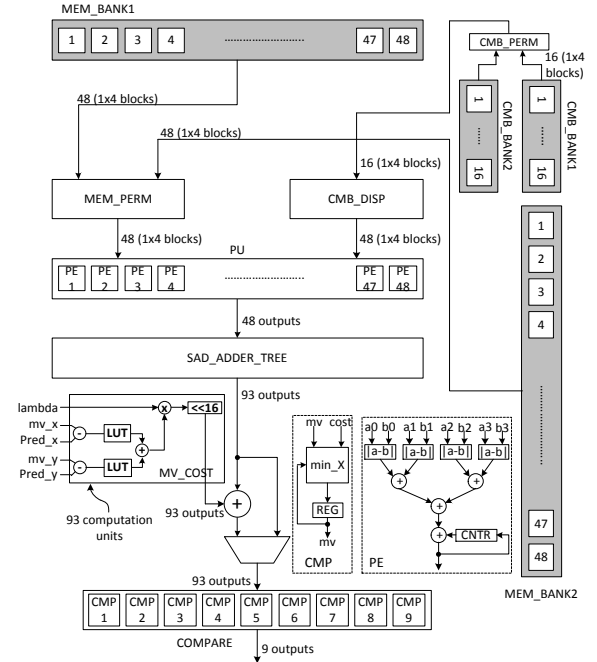 MEM_BANK1
1 2 3 4 ............................ 47 48
CMB_PERM
16 (1x4
blocks)
1
......
16
CMB_BANK2
1
......
16
CMB_BANK1
48 (1x4 blocks)
48 (1x4 blocks)
16 (1x4 blocks)
MEM_PERM
CMB_DISP
48 (1x4 blocks)
48 (1x4 blocks)
PU
PE
1
PE
2
PE
3
PE
4
............................
PE
47
PE
48
48 outputs
SAD_ADDER_TREE
93 outputs
1
2
3
4
............................
47
48
MEM_BANK2
lambda
mv_x
Pred_x
mv_y
Pred_y
-
LUT
-
LUT
+
x
<<16
MV_COST
93 computation
units
93 outputs
+
mv cost
min_X
REG
mv
CMP
a0 b0 a1 b1 a2 b2 a3 b3
|a-b| |a-b| |a-b| |a-b|
+ +
+
+ CNTR
PE
93 outputs
CMP
1
CMP
2
CMP
3
CMP
4
CMP
5
CMP
6
CMP
7
CMP
8
CMP
9
COMPARE
9 outputs